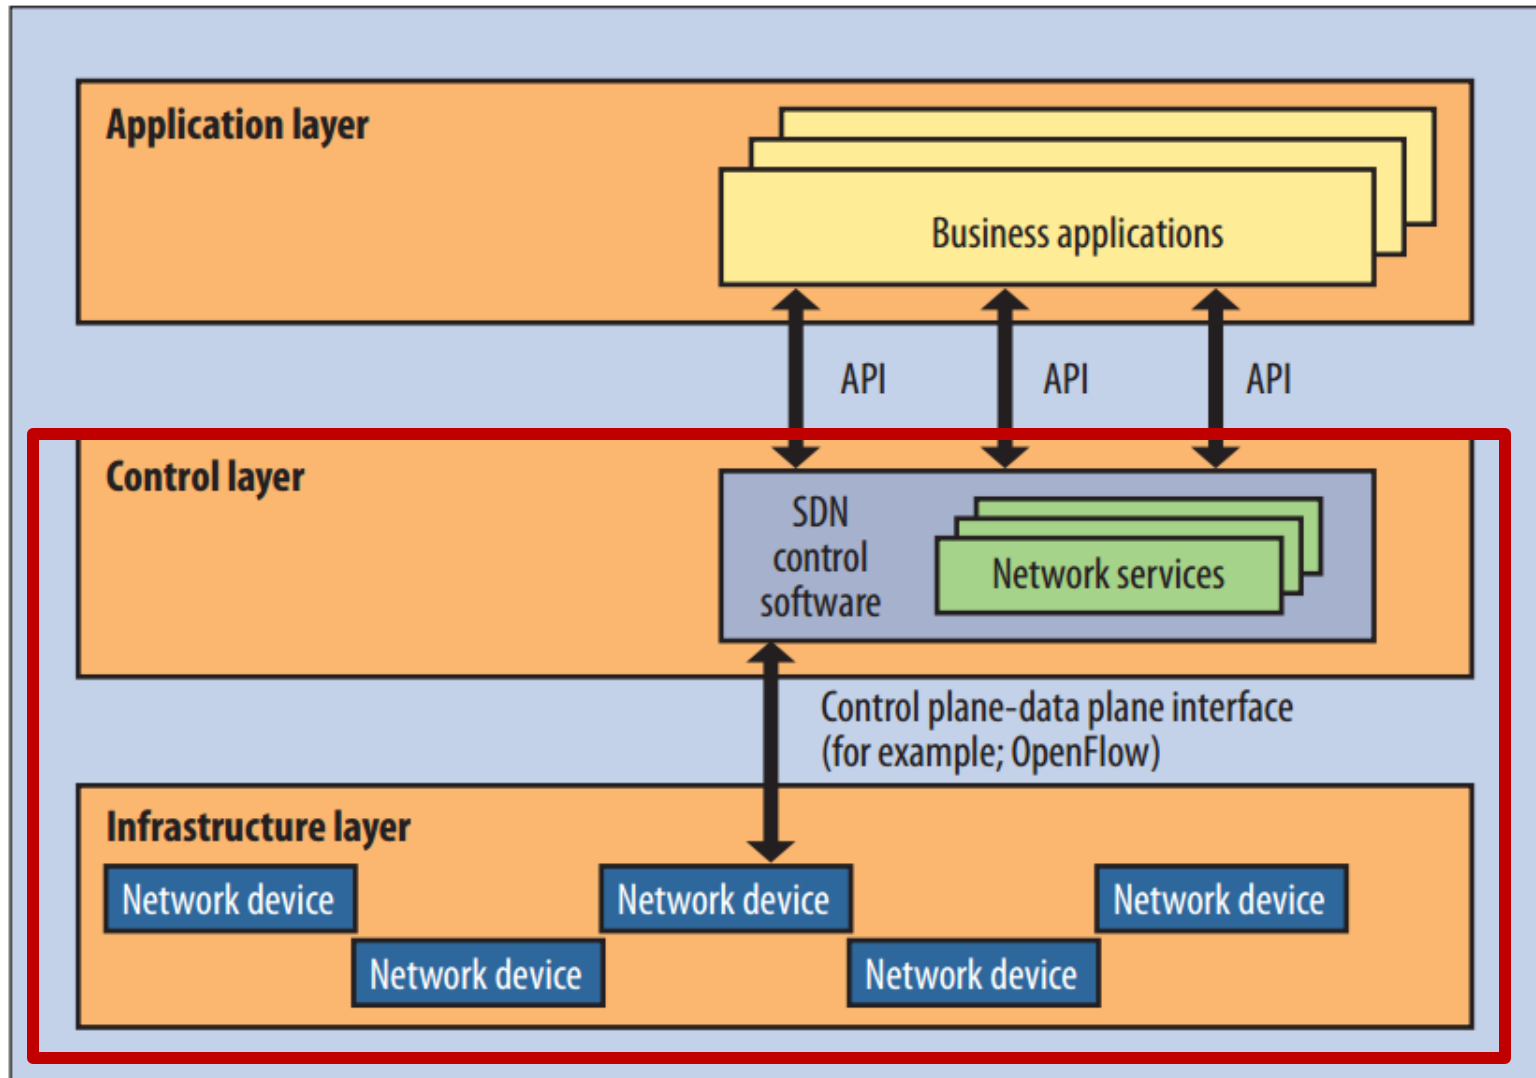 Application layer
Business applications
API
API
API
Control layer
SDN
control
software
Network services
Control plane-data plane interface
(for example; OpenFlow)
Infrastructure layer
Network device
Network device
Network device
Network device
Network device